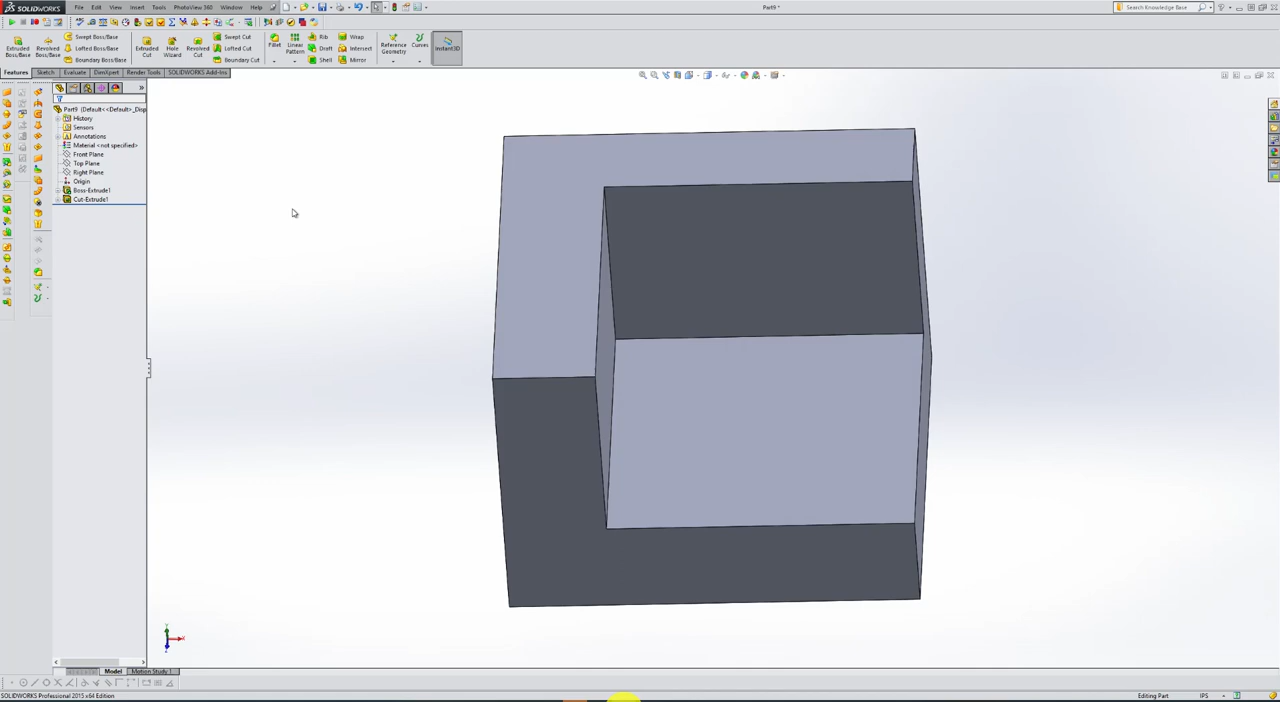 SOLIDWORKS File Edit View Insert Tools PhotoView 360 Window Help Part9 * Search Knowledge Base
Extruded Boss/Base
Revolved Boss/Base
Swept Boss/Base
Lofted Boss/Base
Boundary Boss/Base
Extruded Cut
Hole Wizard
Revolved Cut
Swept Cut
Lofted Cut
Boundary Cut
Fillet
Linear Pattern
Rib
Draft
Shell
Wrap
Intersect
Mirror
Reference Geometry
Curves
Instant3D
Features Sketch Evaluate DimXpert Render Tools SOLIDWORKS Add-Ins
Part9 (Default<<Default>_Disp
History
Sensors
Annotations
Material <not specified>
Front Plane
Top Plane
Right Plane
Origin
Boss-Extrude1
Cut-Extrude1
Y
X
Model Motion Study 1
SOLIDWORKS Professional 2015 x64 Edition Editing Part IPS